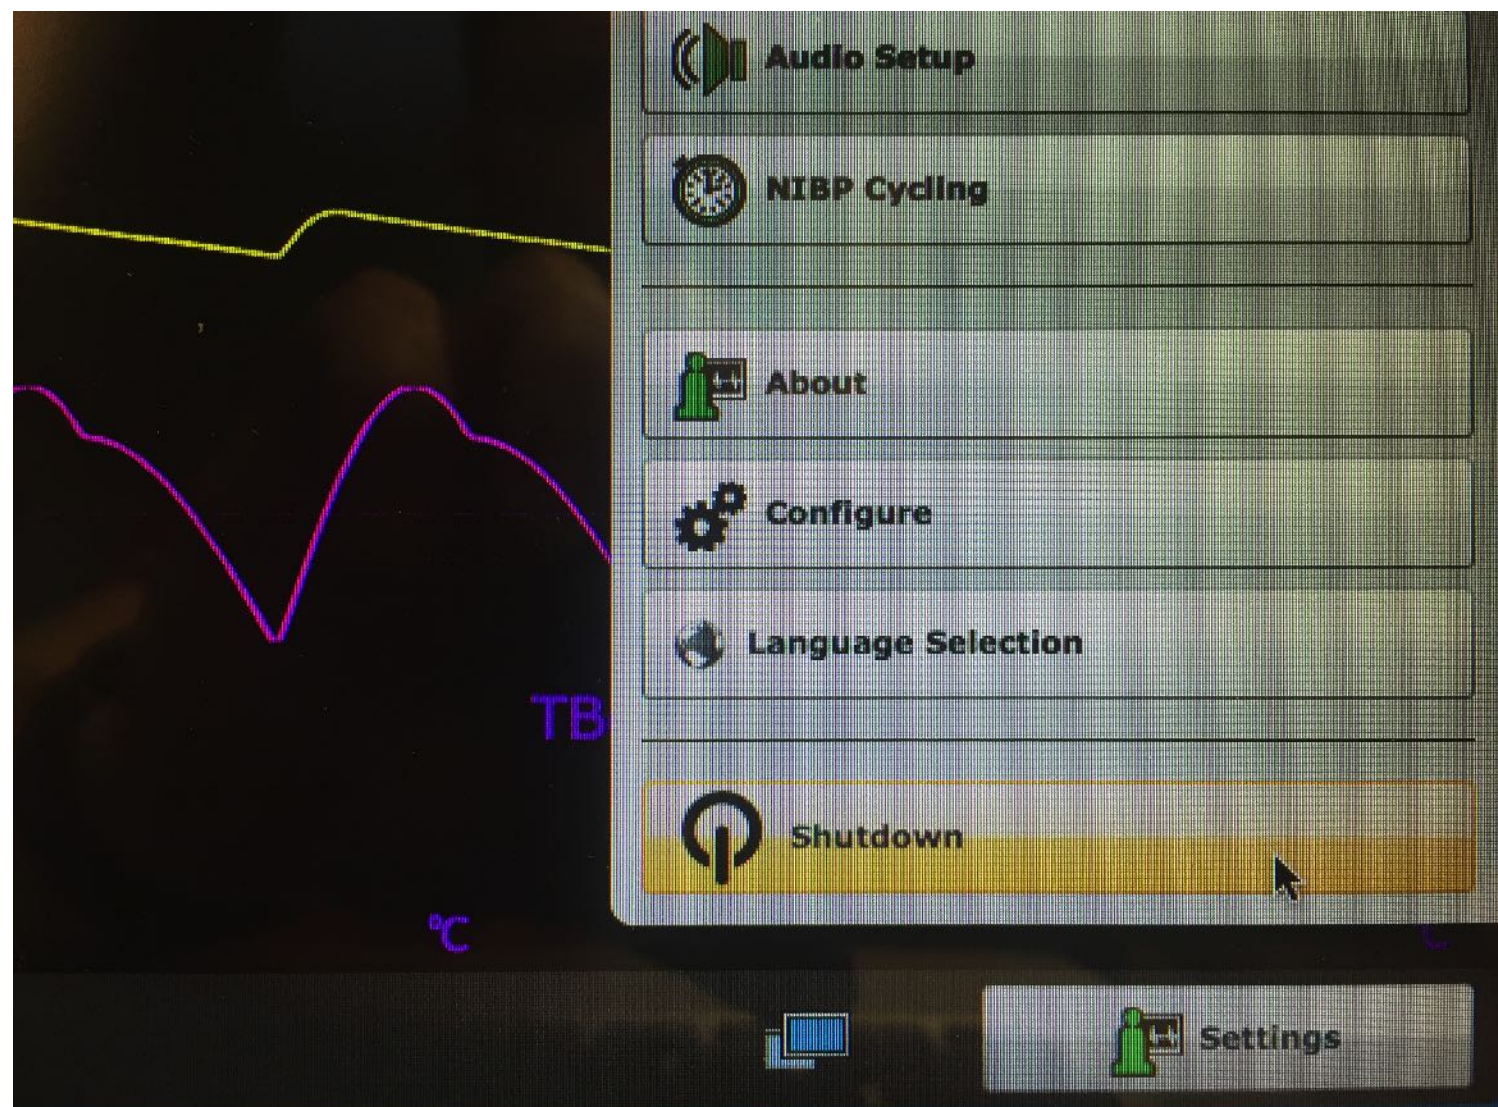 Audio Setup
NIBP Cycling
About
Configure
Language Selection
TB
Shutdown
°C
Settings